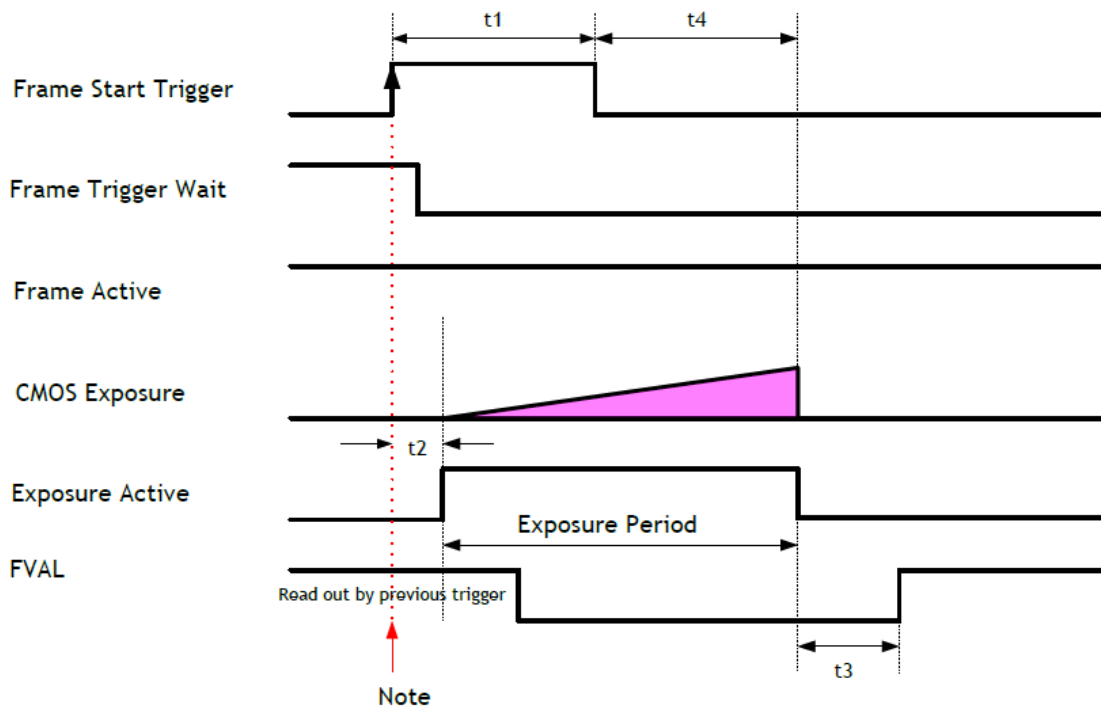 t1
t4
Frame Start Trigger
Frame Trigger Wait
Frame Active
CMOS Exposure
t2
Exposure Active
Exposure Period
FVAL
Read out by previous trigger
t3
Note